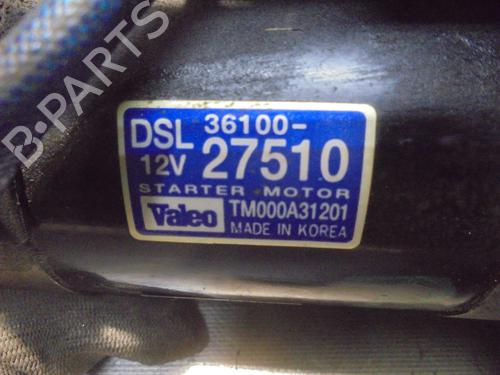 B-PARTS
DSL 36100-
12V 27510
STARTER MOTOR
Valeo TM000A31201
MADE IN KOREA